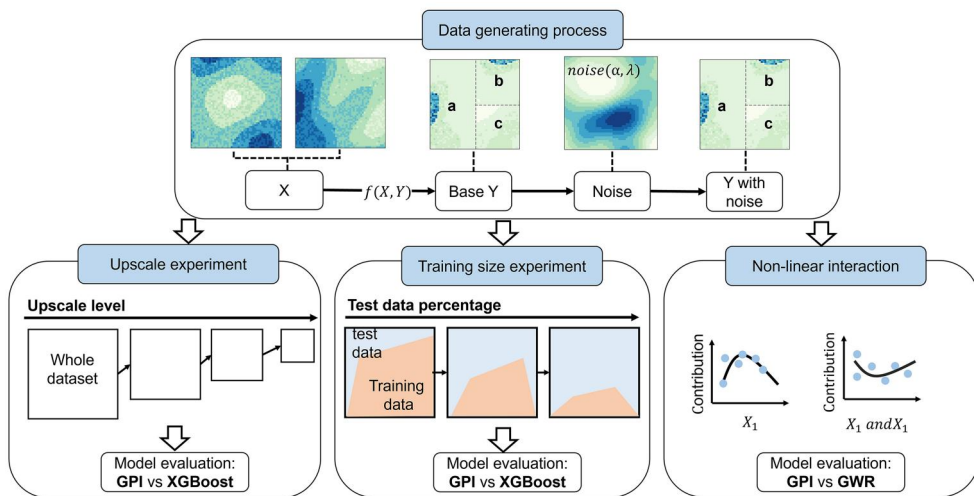 Data generating process
a
b
c
noise(α, λ)
a
b
c
X
f(X, Y)
Base Y
Noise
Y with
noise
Upscale experiment
Upscale level
Whole
dataset
Model evaluation:
GPI vs XGBoost
Training size experiment
Test data percentage
test
data
Training
data
Model evaluation:
GPI vs XGBoost
Non-linear interaction
Contribution
X₁
Contribution
X₁ andX₁
Model evaluation:
GPI vs GWR